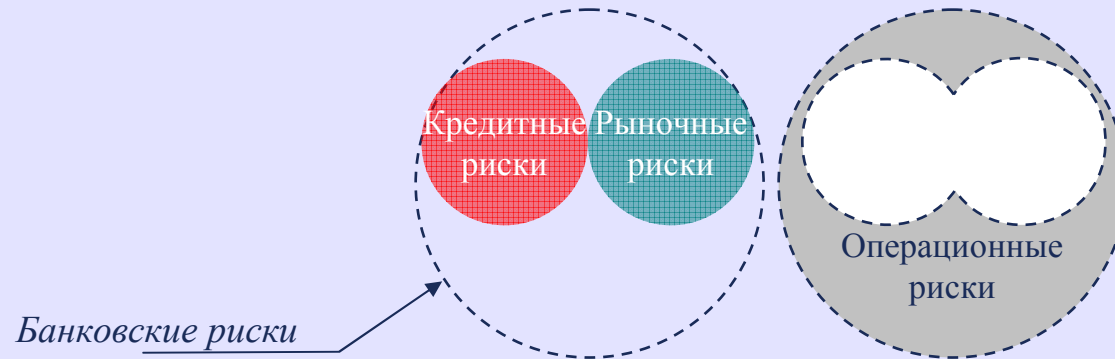 Кредитные
риски
Рыночные
риски
Операционные
риски
Банковские риски